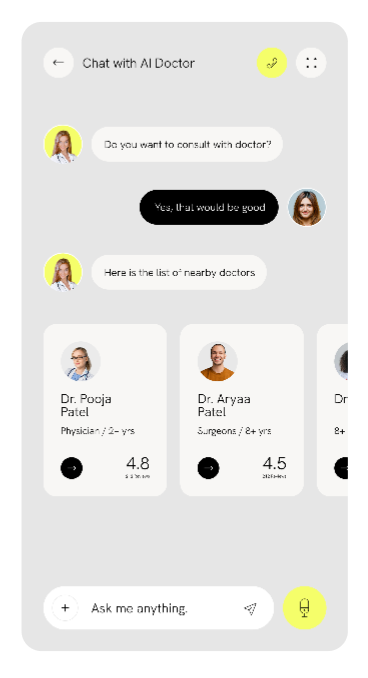 Chat with AI Doctor
Do you want to consult with doctor?
Yes, that would be good
Here is the list of nearby doctors
Dr. Pooja
Patel
Physician / 2+ yrs
4.8
Dr. Aryaa
Patel
Surgeons / 8+ yrs
4.5
Dr
8+
Ask me anything.